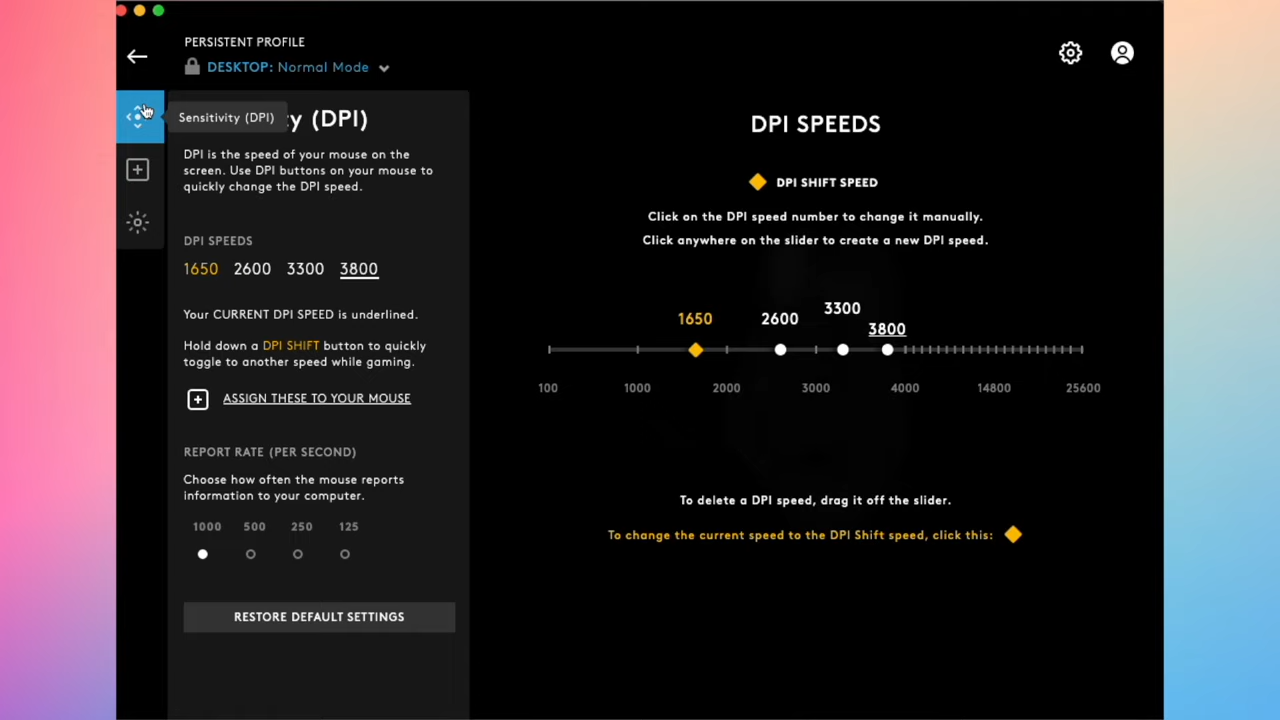 PERSISTENT PROFILE
DESKTOP: Normal Mode
Sensitivity (DPI)
y (DPI)
DPI is the speed of your mouse on the
screen. Use DPI buttons on your mouse to
quickly change the DPI speed.
DPI SPEEDS
1650 2600 3300 3800
Your CURRENT DPI SPEED is underlined.
Hold down a DPI SHIFT button to quickly
toggle to another speed while gaming.
ASSIGN THESE TO YOUR MOUSE
REPORT RATE (PER SECOND)
Choose how often the mouse reports
information to your computer.
1000 500 250 125
RESTORE DEFAULT SETTINGS
DPI SPEEDS
DPI SHIFT SPEED
Click on the DPI speed number to change it manually.
Click anywhere on the slider to create a new DPI speed.
1650 2600 3300 3800
100 1000 2000 3000 4000 14800 25600
To delete a DPI speed, drag it off the slider.
To change the current speed to the DPI Shift speed, click this: